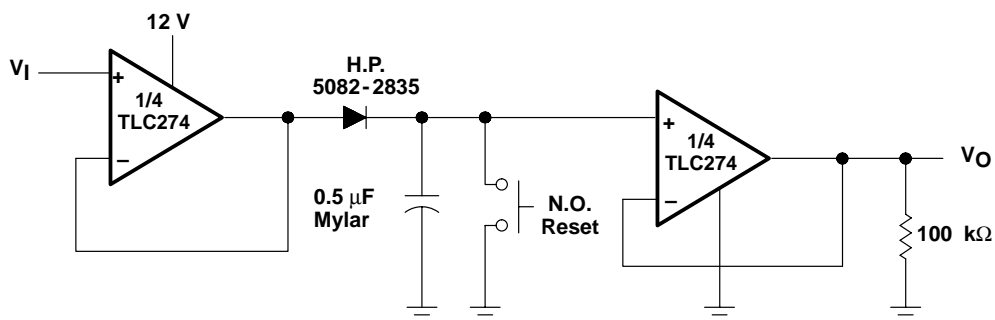 12 V
V_I
+
1/4
TLC274
−
H.P.
5082-2835
0.5 µF
Mylar
N.O.
Reset
+
1/4
TLC274
−
V_O
100 kΩ